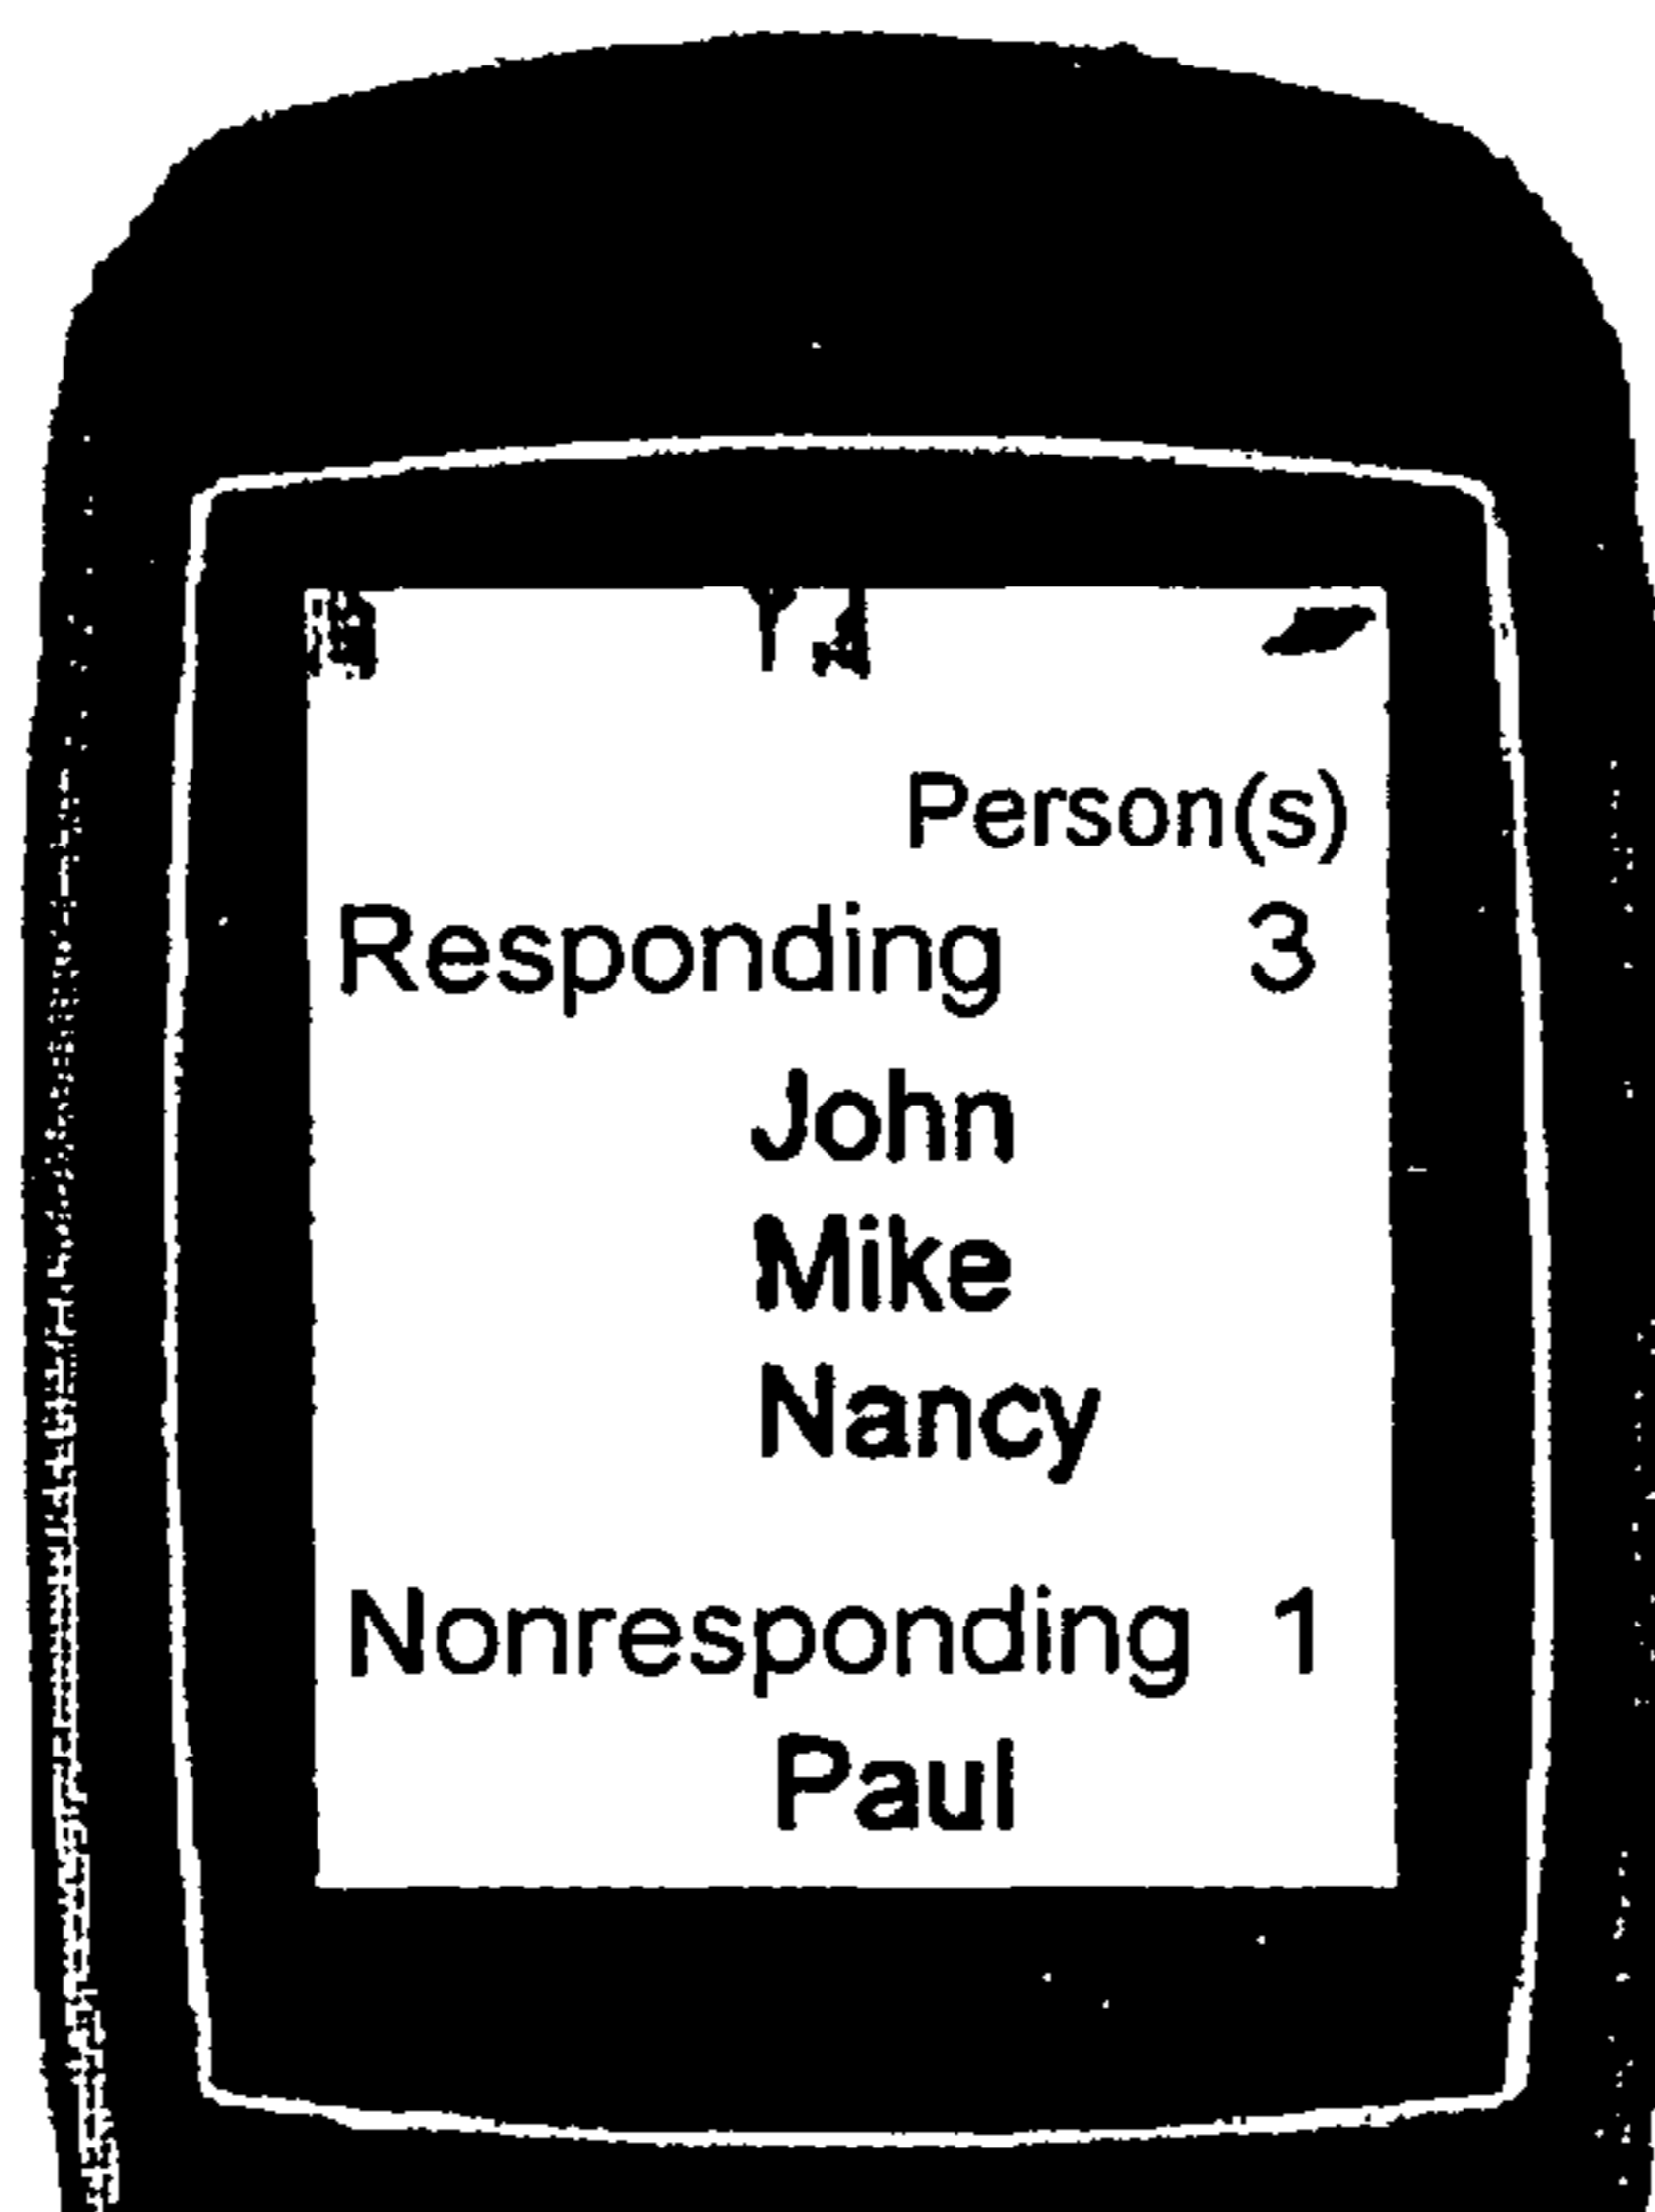 Person(s)
Responding 3
John
Mike
Nancy
Nonresponding 1
Paul